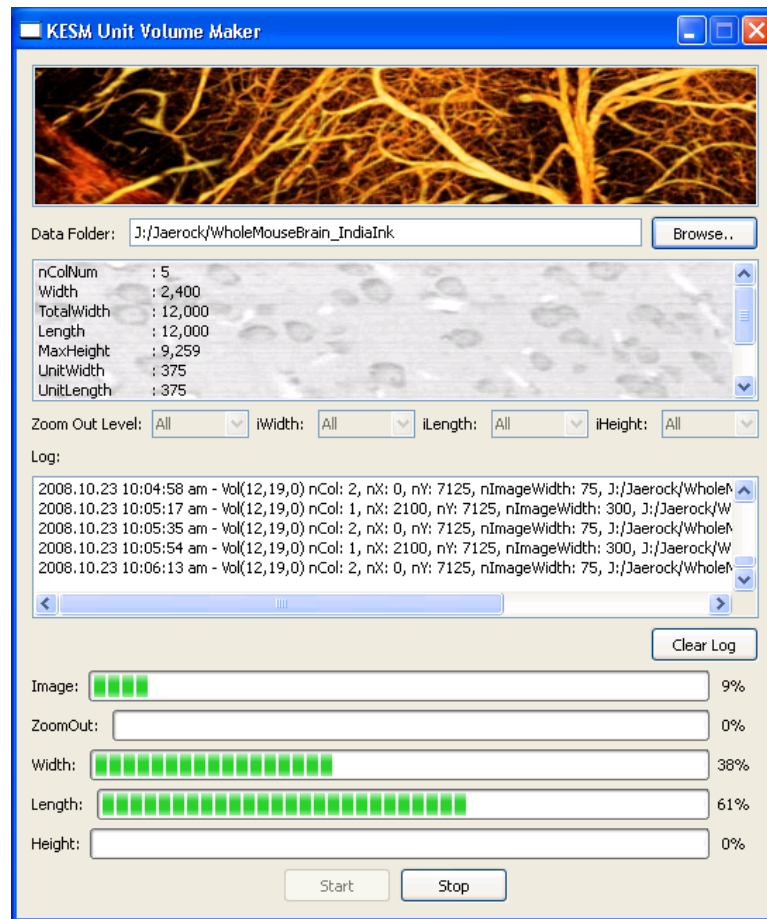 KESM Unit Volume Maker
Data Folder: J:/Jaerock/WholeMouseBrain_IndiaInk Browse..
nColNum : 5
Width : 2,400
TotalWidth : 12,000
Length : 12,000
MaxHeight : 9,259
UnitWidth : 375
UnitLength : 375
Zoom Out Level: All iWidth: All iLength: All iHeight: All
Log:
2008.10.23 10:04:58 am - Vol(12,19,0) nCol: 2, nX: 0, nY: 7125, nImageWidth: 75, J:/Jaerock/WholeM
2008.10.23 10:05:17 am - Vol(12,19,0) nCol: 1, nX: 2100, nY: 7125, nImageWidth: 300, J:/Jaerock/W
2008.10.23 10:05:35 am - Vol(12,19,0) nCol: 2, nX: 0, nY: 7125, nImageWidth: 75, J:/Jaerock/WholeM
2008.10.23 10:05:54 am - Vol(12,19,0) nCol: 1, nX: 2100, nY: 7125, nImageWidth: 300, J:/Jaerock/W
2008.10.23 10:06:13 am - Vol(12,19,0) nCol: 2, nX: 0, nY: 7125, nImageWidth: 75, J:/Jaerock/WholeM
Clear Log
Image: 9%
ZoomOut: 0%
Width: 38%
Length: 61%
Height: 0%
Start Stop